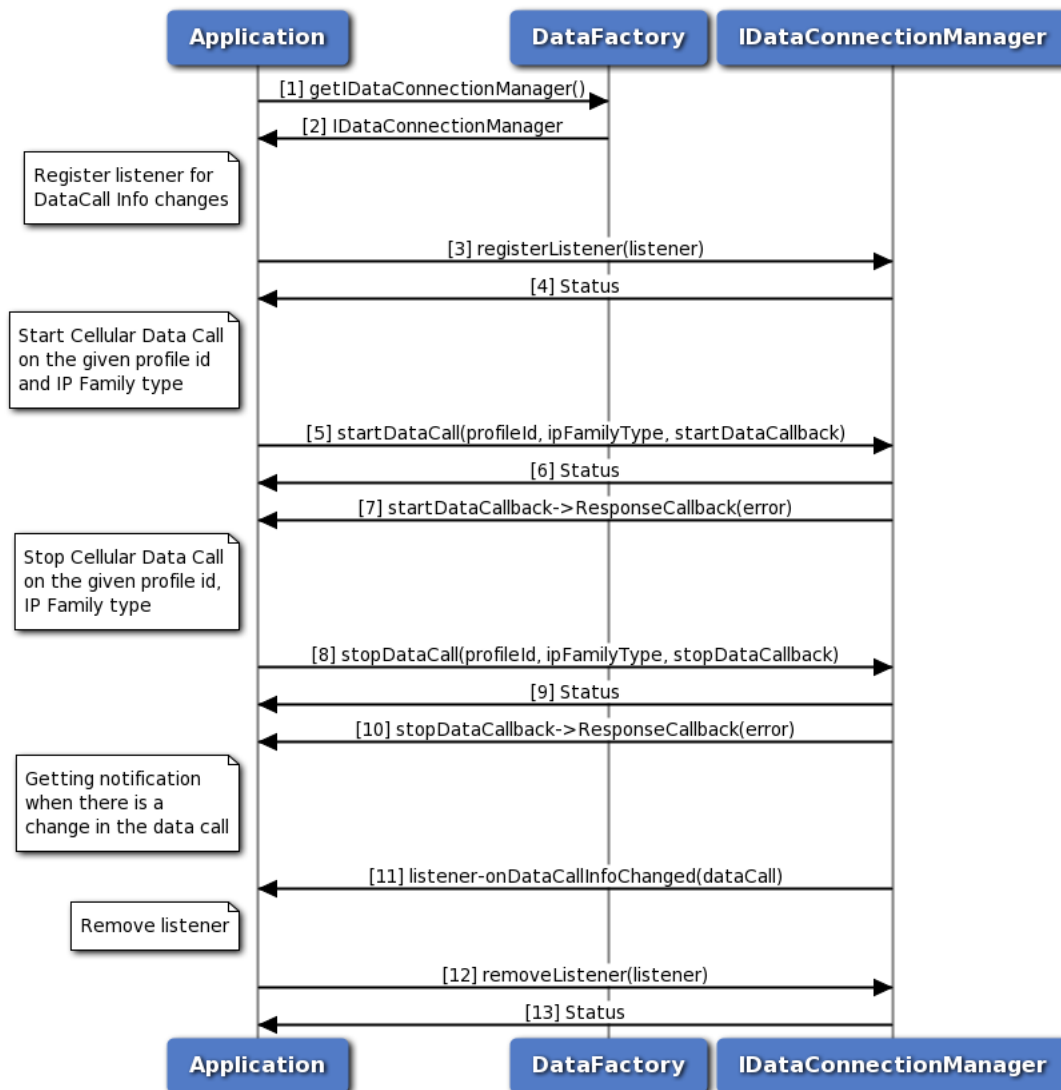 Application DataFactory IDataConnectionManager
[1] getIDataConnectionManager()
[2] IDataConnectionManager
Register listener for
DataCall Info changes
[3] registerListener(listener)
[4] Status
Start Cellular Data Call
on the given profile id
and IP Family type
[5] startDataCall(profileId, ipFamilyType, startDataCallback)
[6] Status
[7] startDataCallback->ResponseCallback(error)
Stop Cellular Data Call
on the given profile id,
IP Family type
[8] stopDataCall(profileId, ipFamilyType, stopDataCallback)
[9] Status
[10] stopDataCallback->ResponseCallback(error)
Getting notification
when there is a
change in the data call
[11] listener-onDataCallInfoChanged(dataCall)
Remove listener
[12] removeListener(listener)
[13] Status
Application DataFactory IDataConnectionManager